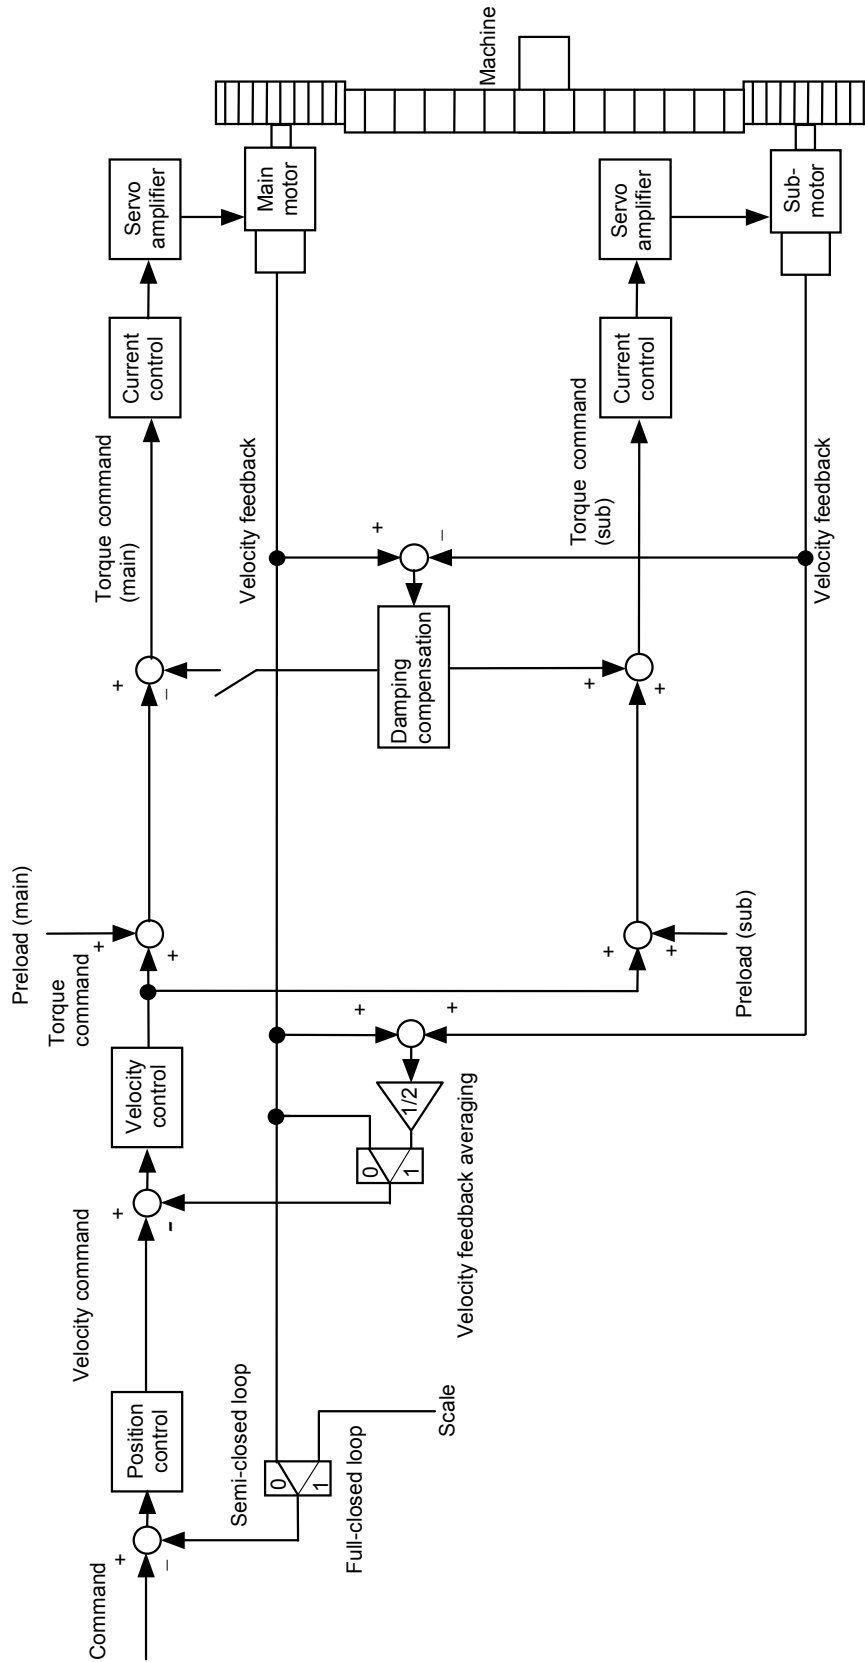 Command
+
–
Position
control
Semi-closed loop
0
1
Full-closed loop
Scale
Velocity command
+
-
Velocity
control
0
1
1/2
Velocity feedback averaging
+
+
Torque
command
Preload (main)
+
+
+
+
Preload (sub)
+
–
Torque command
(main)
Damping
compensation
+
+
+
–
Velocity feedback
Torque command
(sub)
Velocity feedback
Current
control
Servo
amplifier
Main
motor
Current
control
Servo
amplifier
Sub-
motor
Machine